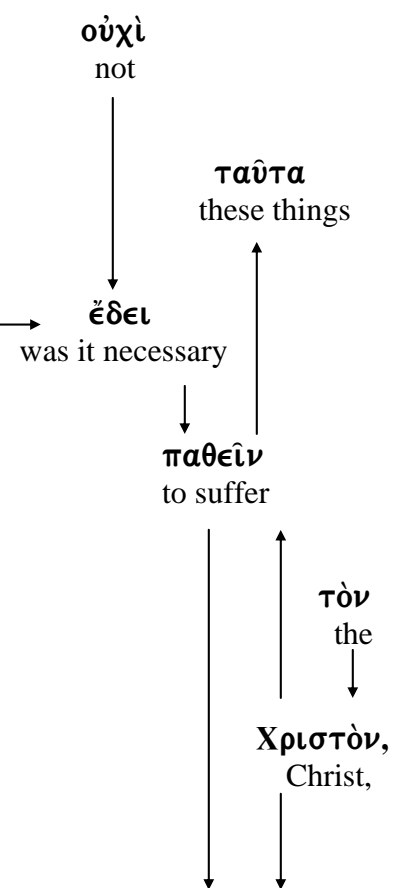 οὐχὶ
not
ταῦτα
these things
ἔδει
was it necessary
παθεῖν
to suffer
τὸν
the
Χριστὸν,
Christ,